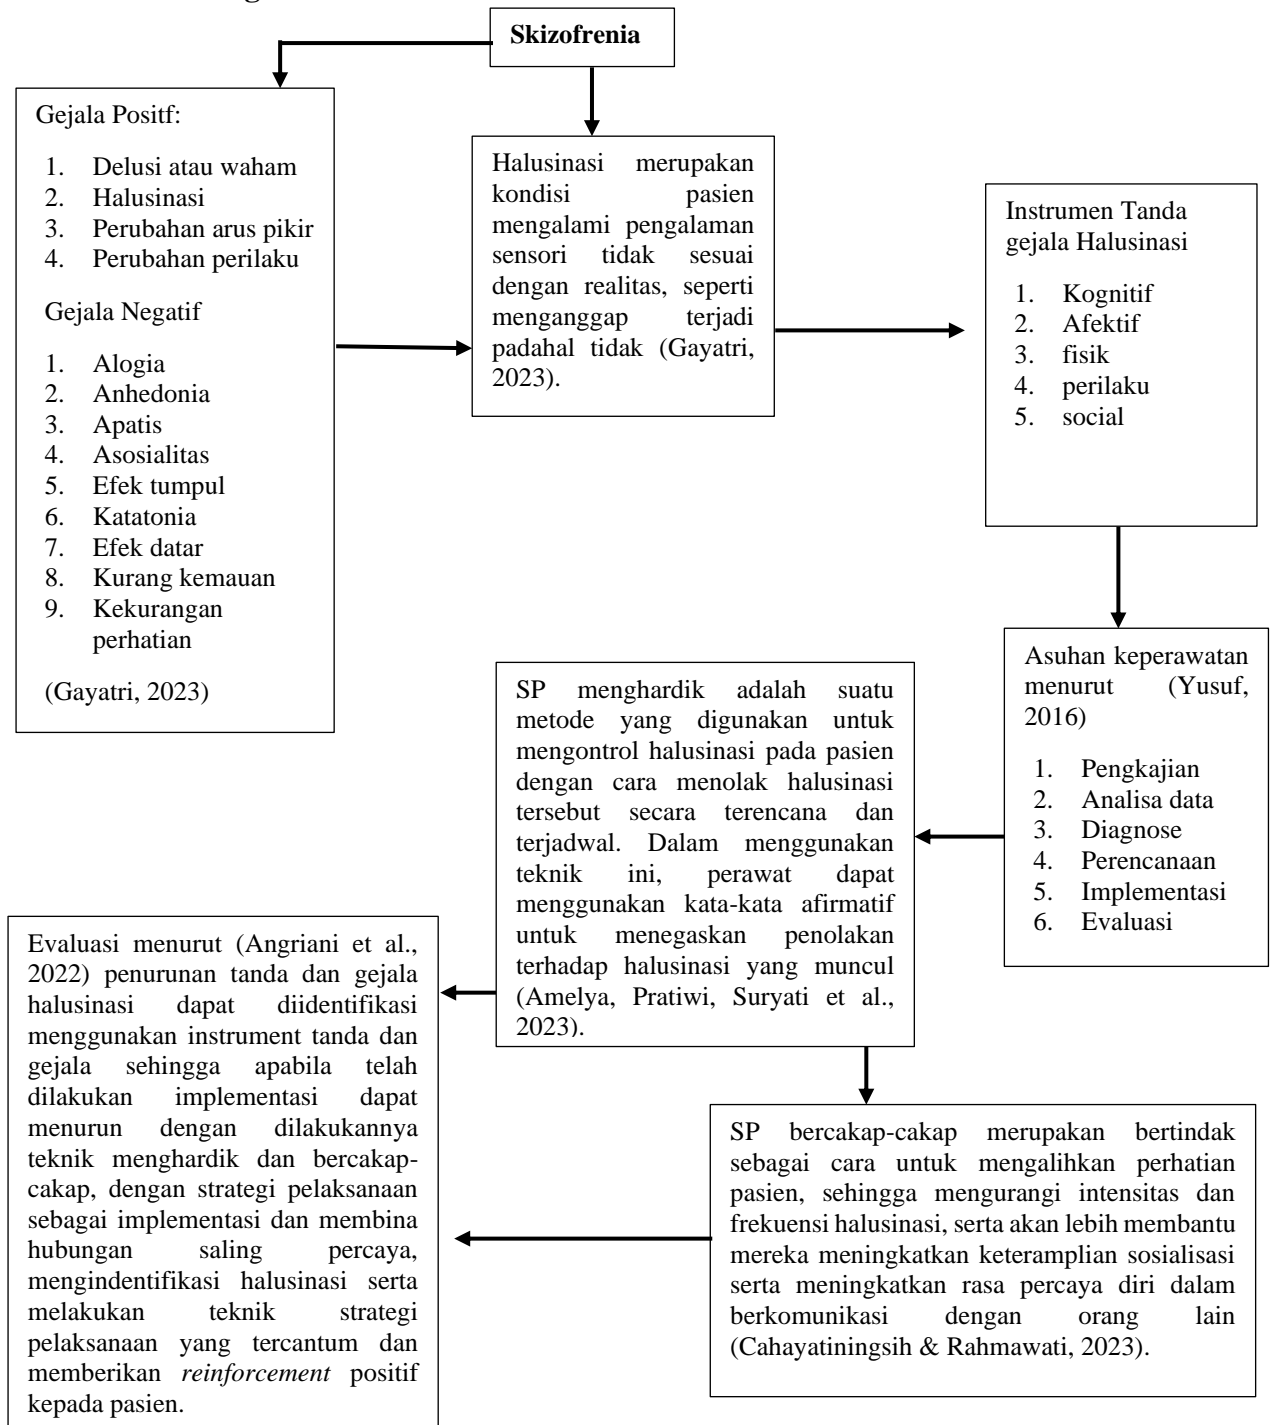 Skizofrenia
Gejala Positf:
1. Delusi atau waham
2. Halusinasi
3. Perubahan arus pikir
4. Perubahan perilaku
Gejala Negatif
1. Alogia
2. Anhedonia
3. Apatis
4. Asosialitas
5. Efek tumpul
6. Katatonia
7. Efek datar
8. Kurang kemauan
9. Kekurangan
perhatian
(Gayatri, 2023)
Halusinasi merupakan
kondisi pasien
mengalami pengalaman
sensori tidak sesuai
dengan realitas, seperti
menganggap terjadi
padahal tidak (Gayatri,
2023).
Instrumen Tanda
gejala Halusinasi
1. Kognitif
2. Afektif
3. fisik
4. perilaku
5. social
Asuhan keperawatan
menurut (Yusuf,
2016)
1. Pengkajian
2. Analisa data
3. Diagnose
4. Perencanaan
5. Implementasi
6. Evaluasi
SP menghardik adalah suatu
metode yang digunakan untuk
mengontrol halusinasi pada pasien
dengan cara menolak halusinasi
tersebut secara terencana dan
terjadwal. Dalam menggunakan
teknik ini, perawat dapat
menggunakan kata-kata afirmatif
untuk menegaskan penolakan
terhadap halusinasi yang muncul
(Amelya, Pratiwi, Suryati et al.,
2023).
SP bercakap-cakap merupakan bertindak
sebagai cara untuk mengalihkan perhatian
pasien, sehingga mengurangi intensitas dan
frekuensi halusinasi, serta akan lebih membantu
mereka meningkatkan keteramplian sosialisasi
serta meningkatkan rasa percaya diri dalam
berkomunikasi dengan orang lain
(Cahayatiningsih & Rahmawati, 2023).
Evaluasi menurut (Angriani et al.,
2022) penurunan tanda dan gejala
halusinasi dapat diidentifikasi
menggunakan instrument tanda dan
gejala sehingga apabila telah
dilakukan implementasi dapat
menurun dengan dilakukannya
teknik menghardik dan bercakap-
cakap, dengan strategi pelaksanaan
sebagai implementasi dan membina
hubungan saling percaya,
mengindentifikasi halusinasi serta
melakukan teknik strategi
pelaksanaan yang tercantum dan
memberikan reinforcement positif
kepada pasien.